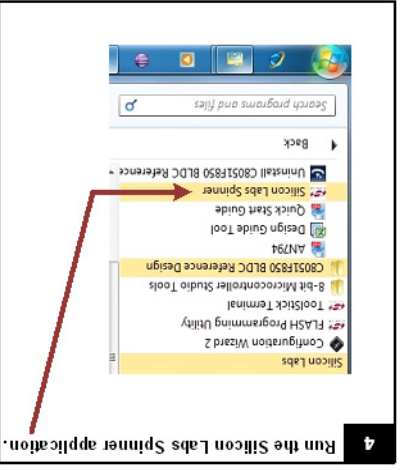 4 Run the Silicon Labs Spinner application.
Silicon Labs
Configuration Wizard 2
FLASH Programming Utility
ToolStick Terminal
8-bit Microcontroller Studio Tools
C8051F850 BLDC Reference Design
AN794
Design Guide Tool
Quick Start Guide
Silicon Labs Spinner
Uninstall C8051F850 BLDC Reference
Back
Search programs and files